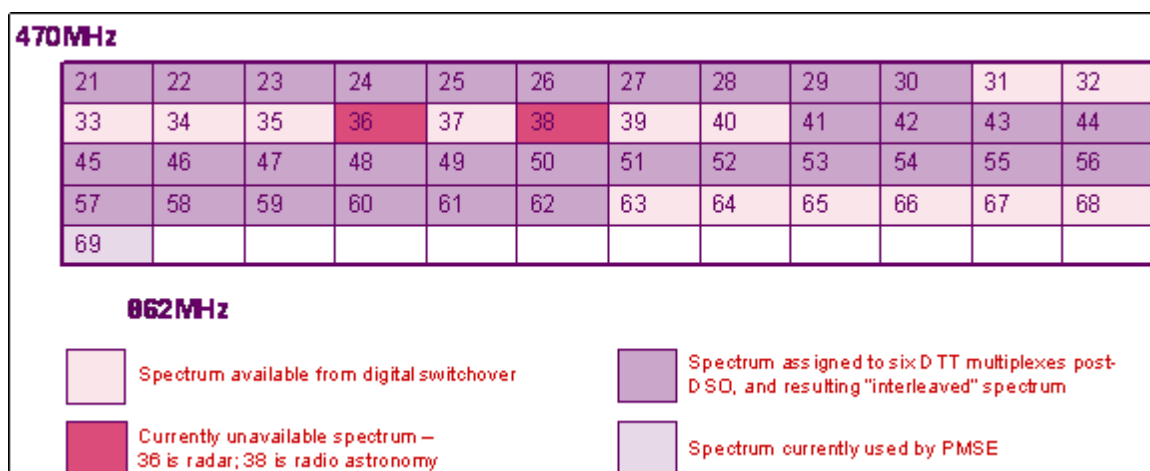 470MHz
21 22 23 24 25 26 27 28 29 30 31 32
33 34 35 36 37 38 39 40 41 42 43 44
45 46 47 48 49 50 51 52 53 54 55 56
57 58 59 60 61 62 63 64 65 66 67 68
69
862MHz
Spectrum available from digital switchover
Spectrum assigned to six DTT multiplexes post-
DSO, and resulting "interleaved" spectrum
Currently unavailable spectrum –
36 is radar; 38 is radio astronomy
Spectrum currently used by PMSE